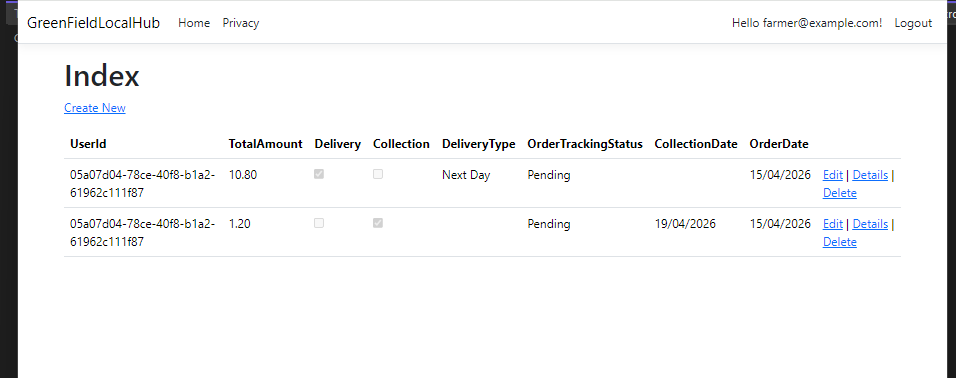 GreenFieldLocalHub Home Privacy Hello farmer@example.com! Logout
Index
Create New
UserId TotalAmount Delivery Collection DeliveryType OrderTrackingStatus CollectionDate OrderDate
05a07d04-78ce-40f8-b1a2- 10.80 Next Day Pending 15/04/2026 Edit | Details |
61962c111f87 Delete
05a07d04-78ce-40f8-b1a2- 1.20 Pending 19/04/2026 15/04/2026 Edit | Details |
61962c111f87 Delete